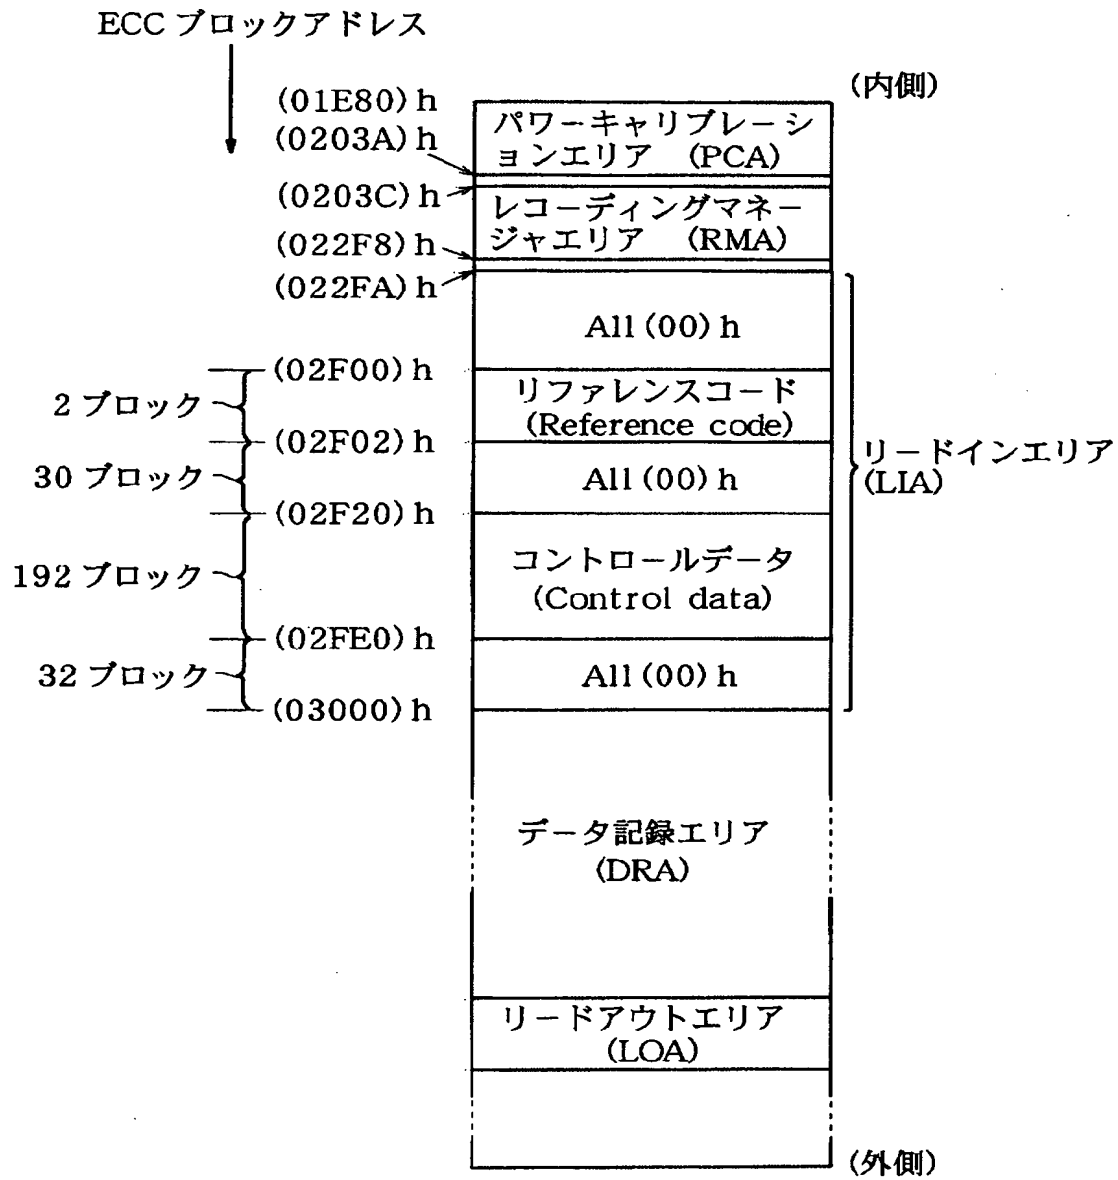 ECC ブロックアドレス
(内側)
(01E80)h
(0203A)h
パワーキャリブレーシ
ョンエリア (PCA)
(0203C)h
(022F8)h
レコーディングマネー
ジャエリア (RMA)
(022FA)h
All(00)h
(02F00)h
2 ブロック
リファレンスコード
(Reference code)
(02F02)h
30 ブロック
All(00)h
リードインエリア
(LIA)
(02F20)h
192 ブロック
コントロールデータ
(Control data)
(02FE0)h
32 ブロック
All(00)h
(03000)h
データ記録エリア
(DRA)
リードアウトエリア
(LOA)
(外側)